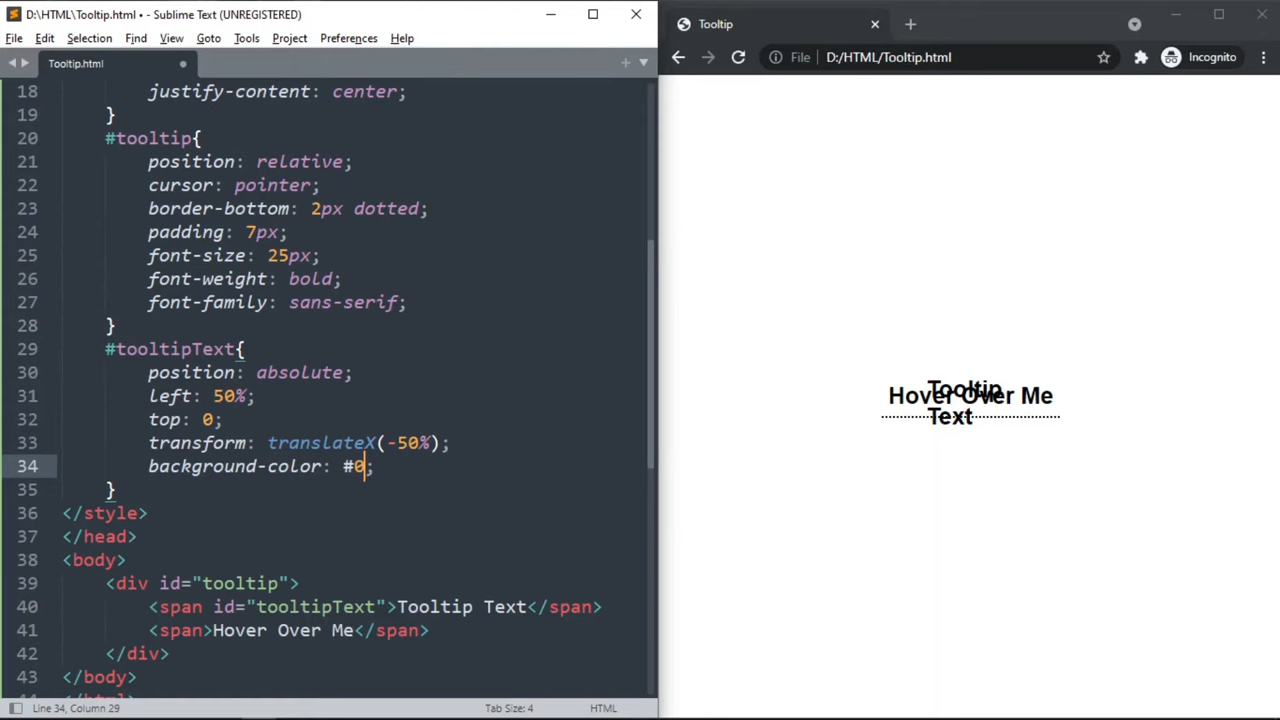 D:\HTML\Tooltip.html • - Sublime Text (UNREGISTERED)
File Edit Selection Find View Goto Tools Project Preferences Help
Tooltip.html
18 justify-content: center;
19 }
20 #tooltip{
21 position: relative;
22 cursor: pointer;
23 border-bottom: 2px dotted;
24 padding: 7px;
25 font-size: 25px;
26 font-weight: bold;
27 font-family: sans-serif;
28 }
29 #tooltipText{
30 position: absolute;
31 left: 50%;
32 top: 0;
33 transform: translateX(-50%);
34 background-color: #0;
35 }
36 </style>
37 </head>
38 <body>
39 <div id="tooltip">
40 <span id="tooltipText">Tooltip Text</span>
41 <span>Hover Over Me</span>
42 </div>
43 </body>
44 </html>
Line 34, Column 29 Tab Size: 4 HTML
Tooltip
File D:/HTML/Tooltip.html Incognito
Tooltip
Hover Over Me
Text